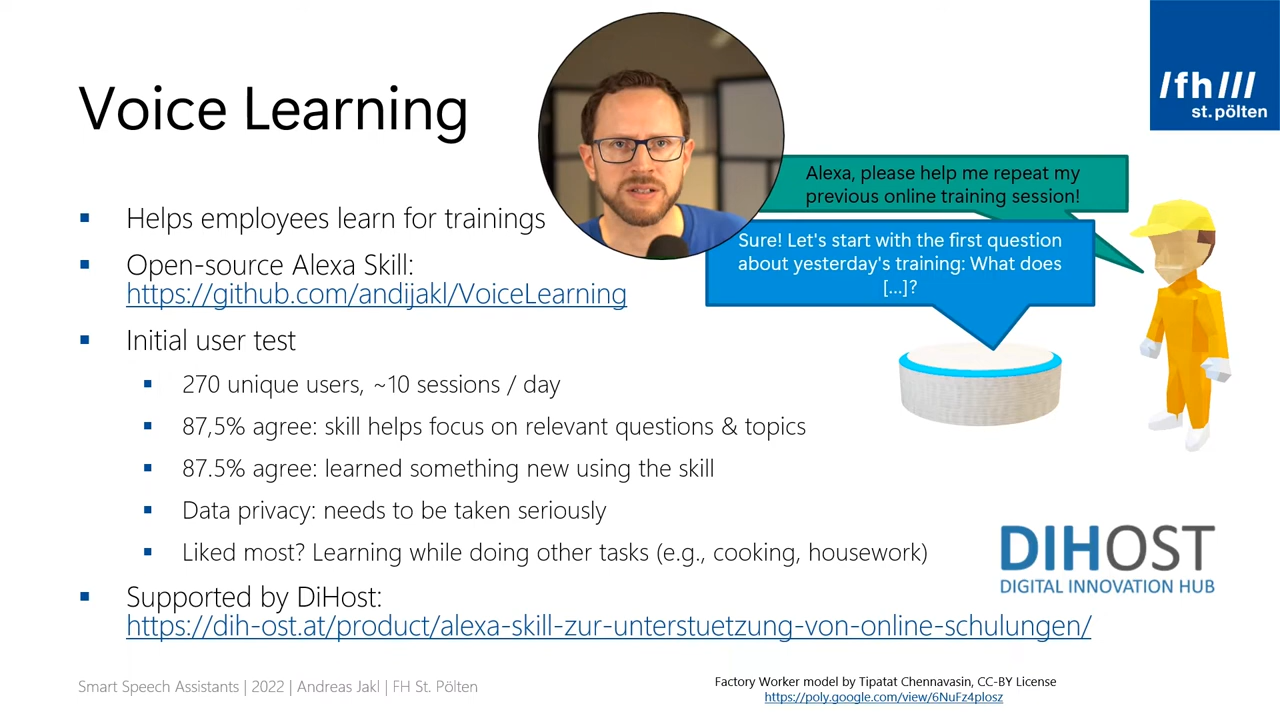 /fh///
st.pölten
Voice Learning
Alexa, please help me repeat my
previous online training session!
Sure! Let's start with the first question
about yesterday's training: What does
[...]?
▪ Helps employees learn for trainings
▪ Open-source Alexa Skill:
https://github.com/andijakl/VoiceLearning
▪ Initial user test
▪ 270 unique users, ~10 sessions / day
▪ 87,5% agree: skill helps focus on relevant questions & topics
▪ 87.5% agree: learned something new using the skill
▪ Data privacy: needs to be taken seriously
▪ Liked most? Learning while doing other tasks (e.g., cooking, housework)
▪ Supported by DiHost:
https://dih-ost.at/product/alexa-skill-zur-unterstuetzung-von-online-schulungen/
DIHOST
DIGITAL INNOVATION HUB
Smart Speech Assistants | 2022 | Andreas Jakl | FH St. Pölten
Factory Worker model by Tipatat Chennavasin, CC-BY License
https://poly.google.com/view/6NuFz4plosz